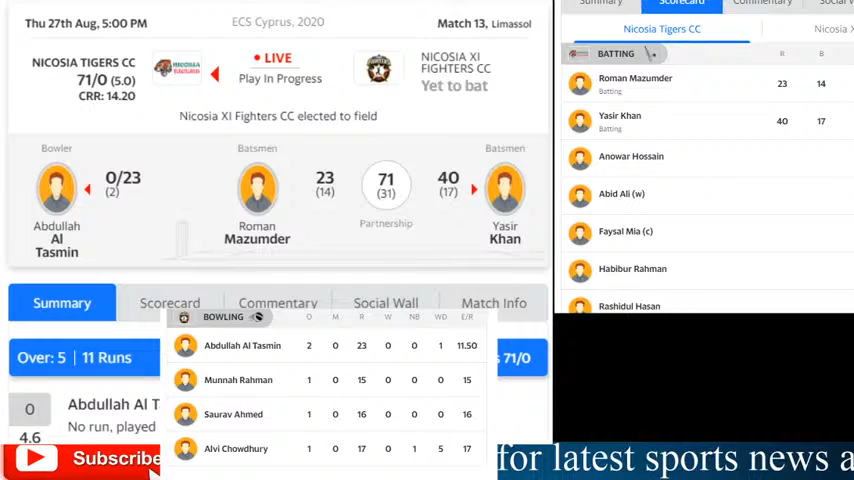 Thu 27th Aug, 5:00 PM
ECS Cyprus, 2020
Match 13, Limassol
NICOSIA TIGERS CC
71/0 (5.0)
CRR: 14.20
LIVE
Play In Progress
NICOSIA XI
FIGHTERS CC
Yet to bat
Nicosia XI Fighters CC elected to field
Bowler
Batsmen
Batsmen
0/23
(2)
23
(14)
71
(31)
40
(17)
Partnership
Abdullah
Al
Tasmin
Roman
Mazumder
Yasir
Khan
Summary
Scorecard
Commentary
Social Wall
Match Info
Over: 5 | 11 Runs
71/0
0
4.6
Abdullah Al T
No run, played
BOWLING O M R W NB WD E/R
Abdullah Al Tasmin 2 0 23 0 0 1 11.50
Munnah Rahman 1 0 15 0 0 0 15
Saurav Ahmed 1 0 16 0 0 0 16
Alvi Chowdhury 1 0 17 0 1 5 17
Summary
Scorecard
Commentary
Social W
Nicosia Tigers CC
Nicosia X
BATTING R B
Roman Mazumder 23 14
Batting
Yasir Khan 40 17
Batting
Anowar Hossain
Abid Ali (w)
Faysal Mia (c)
Habibur Rahman
Rashidul Hasan
Subscribe
for latest sports news a